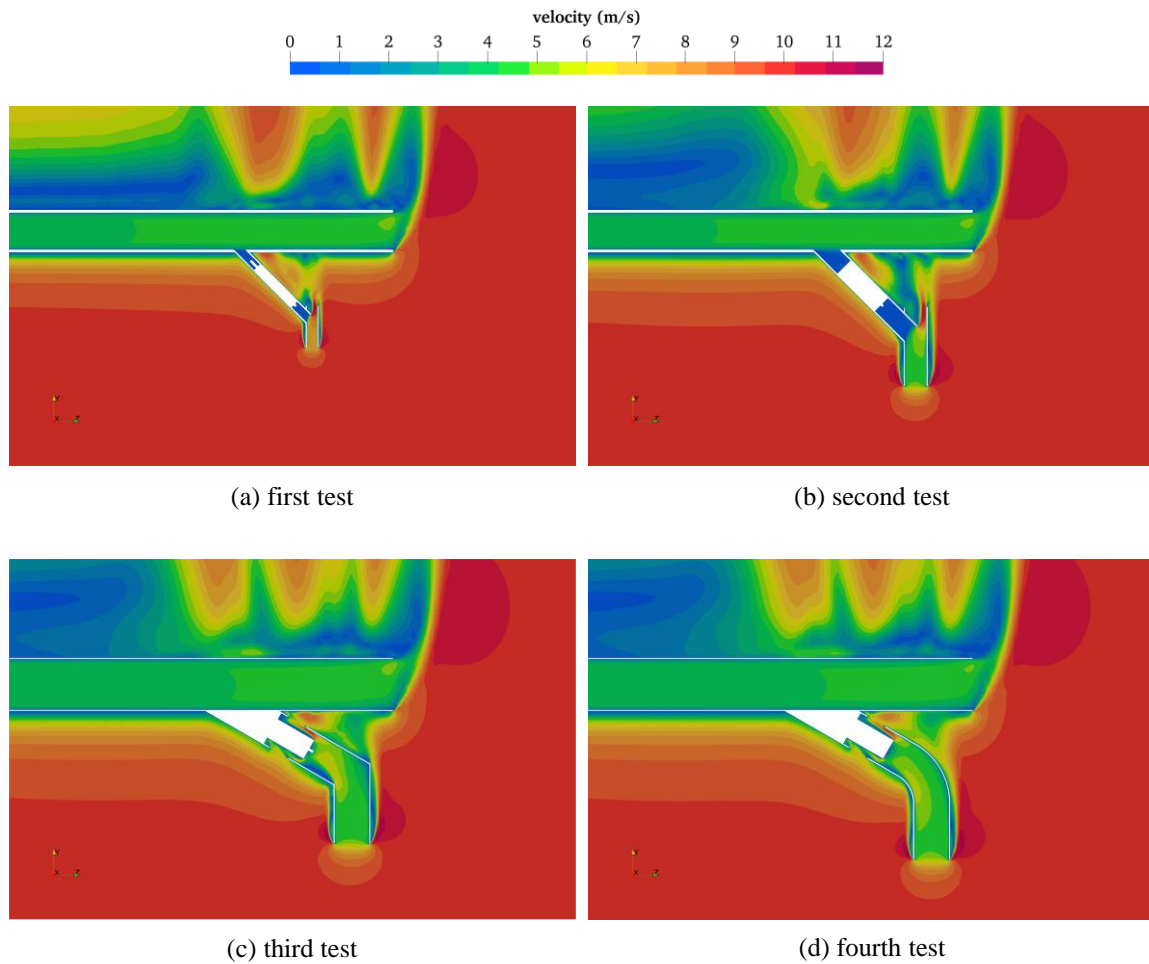 velocity (m/s)
0 1 2 3 4 5 6 7 8 9 10 11 12
(a) first test
(b) second test
(c) third test
(d) fourth test